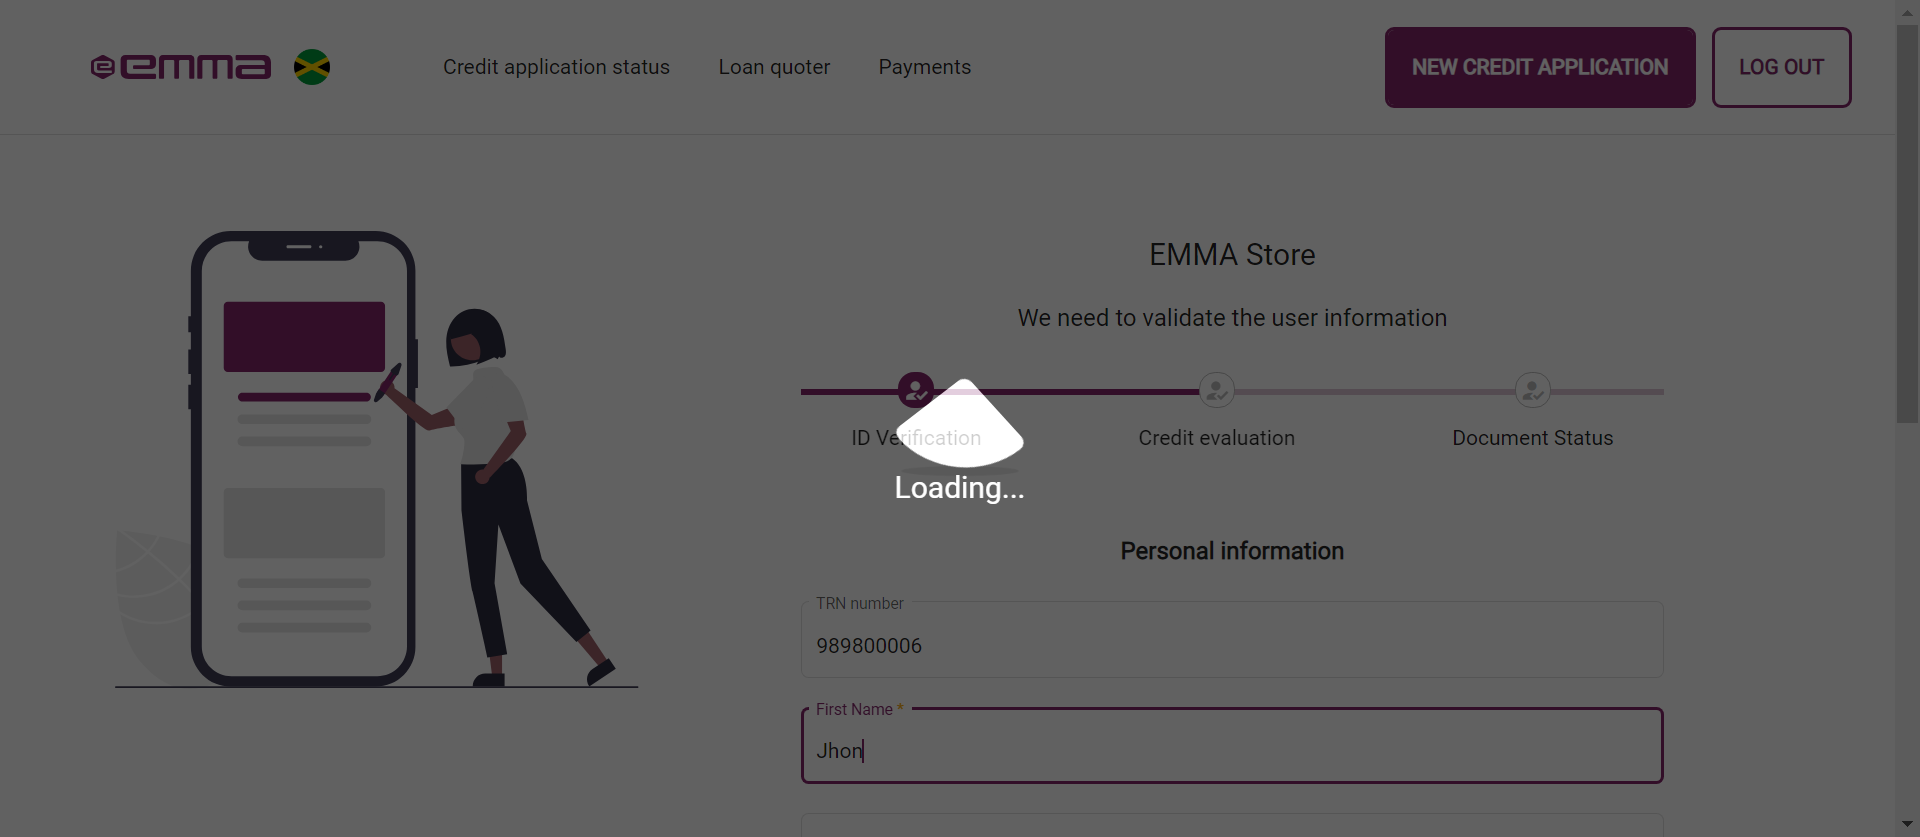 emma
Credit application status
Loan quoter
Payments
NEW CREDIT APPLICATION
LOG OUT
EMMA Store
We need to validate the user information
ID Verification
Credit evaluation
Document Status
Loading...
Personal information
TRN number
989800006
First Name *
Jhon